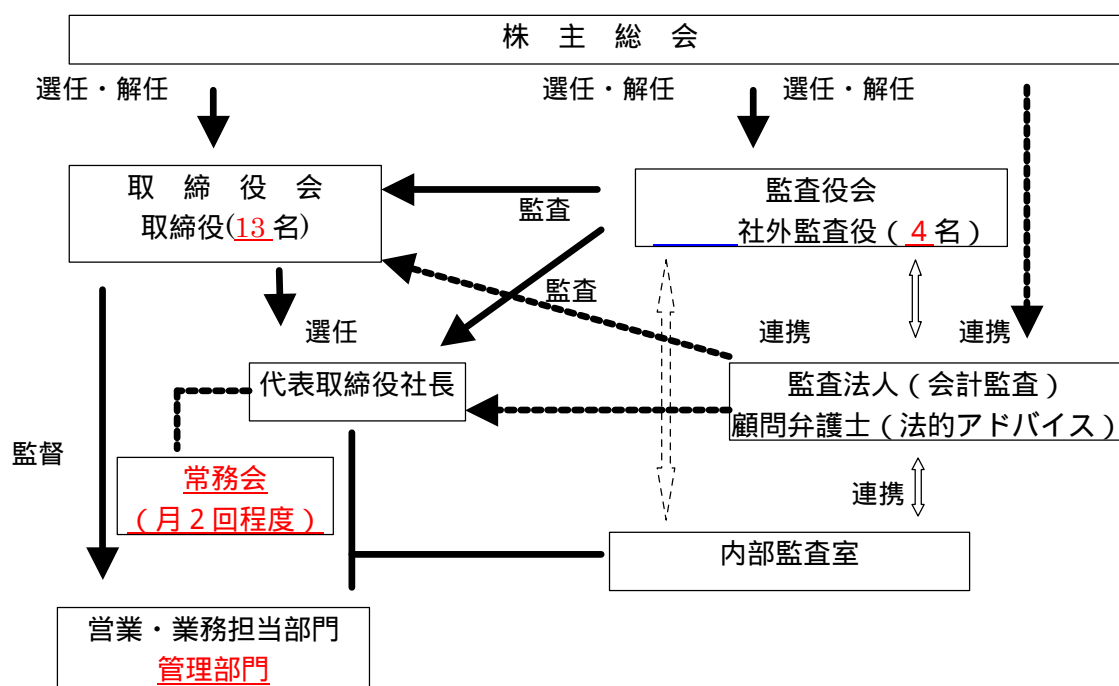 株 主 総 会
選任・解任
選任・解任
選任・解任
取 締 役 会
取締役(13 名)
監査
監査役会
社外監査役（ 4 名）
監査
選任
連携
連携
代表取締役社長
監査法人（会計監査）
顧問弁護士（法的アドバイス）
監督
常務会
（月２回程度）
連携
内部監査室
営業・業務担当部門
管理部門